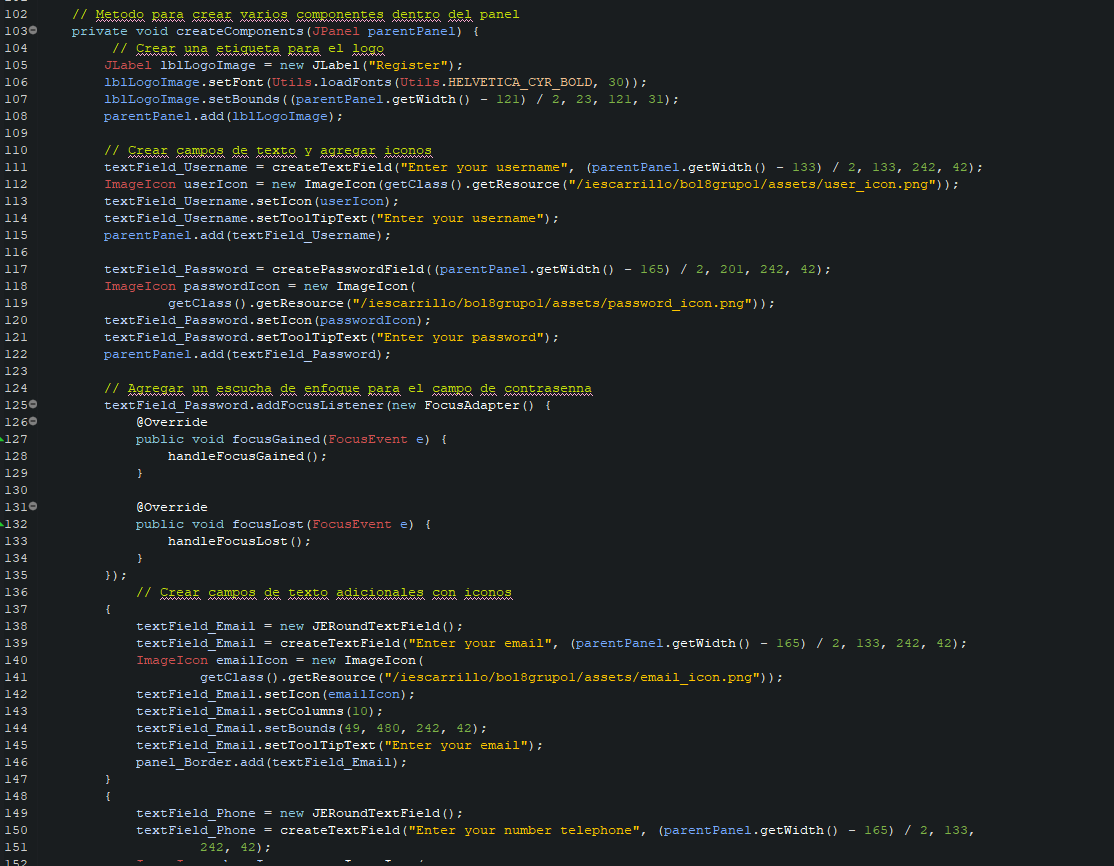 102 // Metodo para crear varios componentes dentro del panel
103 private void createComponents(JPanel parentPanel) {
104 // Crear una etiqueta para el logo
105 JLabel lblLogoImage = new JLabel("Register");
106 lblLogoImage.setFont(Utils.loadFonts(Utils.HELVETICA_CYR_BOLD, 30));
107 lblLogoImage.setBounds((parentPanel.getWidth() - 121) / 2, 23, 121, 31);
108 parentPanel.add(lblLogoImage);
109
110 // Crear campos de texto y agregar iconos
111 textField_Username = createTextField("Enter your username", (parentPanel.getWidth() - 133) / 2, 133, 242, 42);
112 ImageIcon userIcon = new ImageIcon(getClass().getResource("/iescarrillo/bol8grupo1/assets/user_icon.png"));
113 textField_Username.setIcon(userIcon);
114 textField_Username.setToolTipText("Enter your username");
115 parentPanel.add(textField_Username);
116
117 textField_Password = createPasswordField((parentPanel.getWidth() - 165) / 2, 201, 242, 42);
118 ImageIcon passwordIcon = new ImageIcon(
119 getClass().getResource("/iescarrillo/bol8grupo1/assets/password_icon.png"));
120 textField_Password.setIcon(passwordIcon);
121 textField_Password.setToolTipText("Enter your password");
122 parentPanel.add(textField_Password);
123
124 // Agregar un escucha de enfoque para el campo de contrasenna
125 textField_Password.addFocusListener(new FocusAdapter() {
126 @Override
127 public void focusGained(FocusEvent e) {
128 handleFocusGained();
129 }
130
131 @Override
132 public void focusLost(FocusEvent e) {
133 handleFocusLost();
134 }
135 });
136 // Crear campos de texto adicionales con iconos
137 {
138 textField_Email = new JERoundTextField();
139 textField_Email = createTextField("Enter your email", (parentPanel.getWidth() - 165) / 2, 133, 242, 42);
140 ImageIcon emailIcon = new ImageIcon(
141 getClass().getResource("/iescarrillo/bol8grupo1/assets/email_icon.png"));
142 textField_Email.setIcon(emailIcon);
143 textField_Email.setColumns(10);
144 textField_Email.setBounds(49, 480, 242, 42);
145 textField_Email.setToolTipText("Enter your email");
146 panel_Border.add(textField_Email);
147 }
148 {
149 textField_Phone = new JERoundTextField();
150 textField_Phone = createTextField("Enter your number telephone", (parentPanel.getWidth() - 165) / 2, 133,
151 242, 42);
152